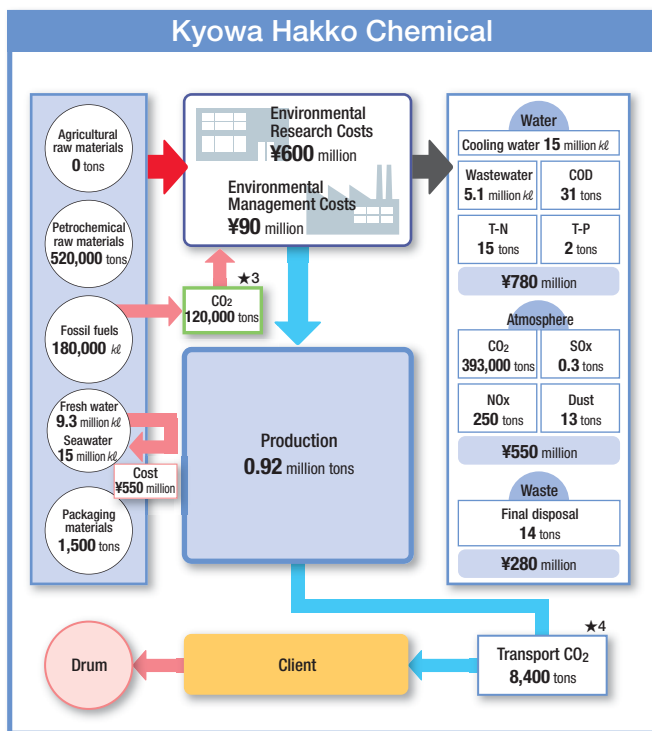 Kyowa Hakko Chemical
Agricultural
raw materials
0 tons
Petrochemical
raw materials
520,000 tons
Fossil fuels
180,000 kℓ
Fresh water
9.3 million kℓ
Seawater
15 million kℓ
Cost
¥550 million
Packaging
materials
1,500 tons
Environmental
Research Costs
¥600 million
Environmental
Management Costs
¥90 million
★3
CO₂
120,000 tons
Production
0.92 million tons
Water
Cooling water 15 million kℓ
Wastewater
5.1 million kℓ
COD
31 tons
T-N
15 tons
T-P
2 tons
¥780 million
Atmosphere
CO₂
393,000 tons
SOx
0.3 tons
NOx
250 tons
Dust
13 tons
¥550 million
Waste
Final disposal
14 tons
¥280 million
★4
Transport CO₂
8,400 tons
Client
Drum